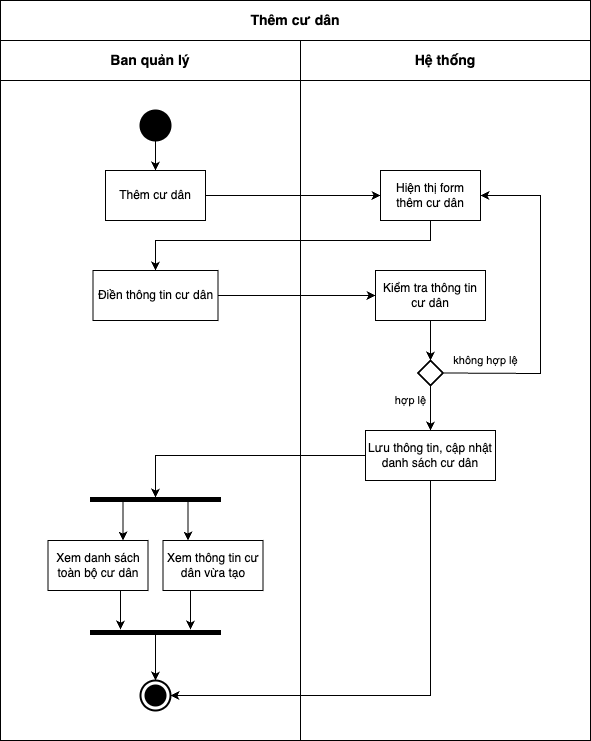 Thêm cư dân
Ban quản lý
Hệ thống
Thêm cư dân
Hiện thị form
thêm cư dân
Điền thông tin cư dân
Kiểm tra thông tin
cư dân
không hợp lệ
hợp lệ
Lưu thông tin, cập nhật
danh sách cư dân
Xem danh sách
toàn bộ cư dân
Xem thông tin cư
dân vừa tạo